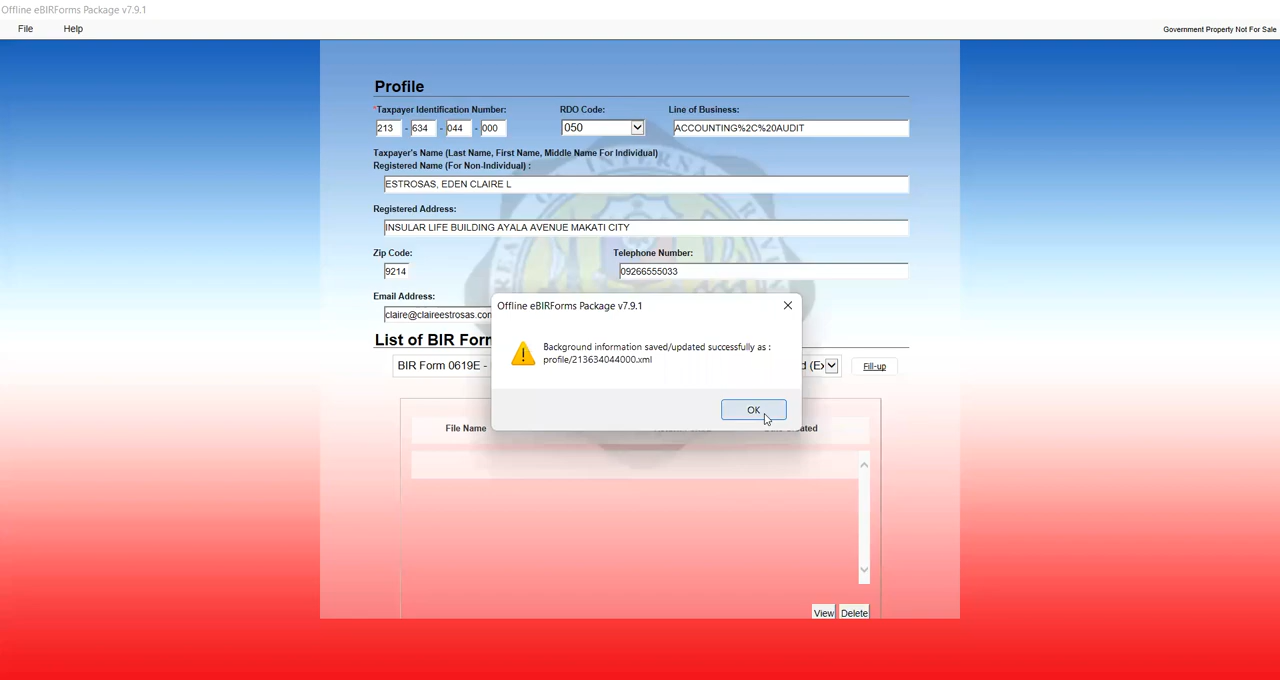 Offline eBIRForms Package v7.9.1
File Help
Government Property Not For Sale
Profile
*Taxpayer Identification Number: RDO Code: Line of Business:
213 - 634 - 044 - 000 050 ACCOUNTING%2C%20AUDIT
Taxpayer's Name (Last Name, First Name, Middle Name For Individual)
Registered Name (For Non-Individual) :
ESTROSAS, EDEN CLAIRE L
Registered Address:
INSULAR LIFE BUILDING AYALA AVENUE MAKATI CITY
Zip Code: Telephone Number:
9214 09266555033
Email Address:
claire@claireestrosas.con
Offline eBIRForms Package v7.9.1
Background information saved/updated successfully as :
profile/213634044000.xml
OK
List of BIR Forn
BIR Form 0619E - d (Ex Fill-up
File Name
View Delete